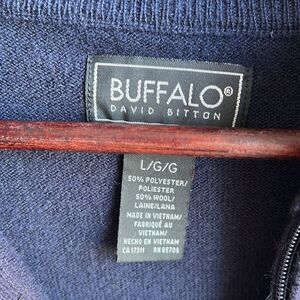 BUFFALO®
DAVID BITTON
L/G/G
50% POLYESTER/
POLIESTER
50% WOOL/
LAINE/LANA
MADE IN VIETNAM/
FABRIQUÉ AU
VIETNAM/
HECHO EN VIETNAM
CA 17311 RN 85706